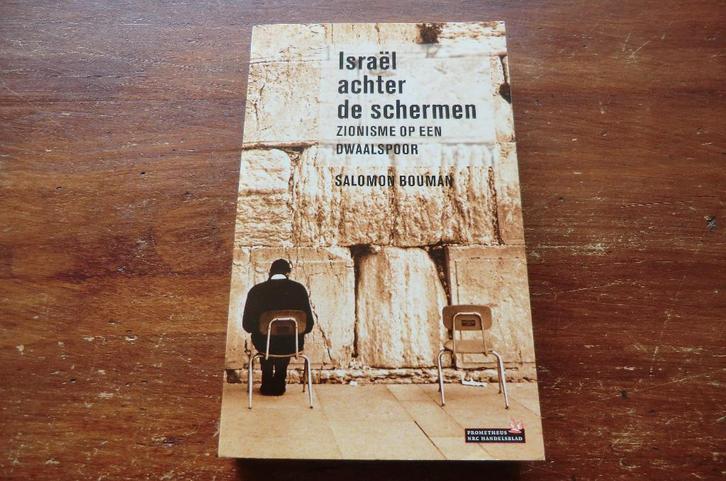 Israël
achter
de schermen
ZIONISME OP EEN
DWAALSPOOR
SALOMON BOUMAN
PROMETHEUS
NRC HANDELSBLAD